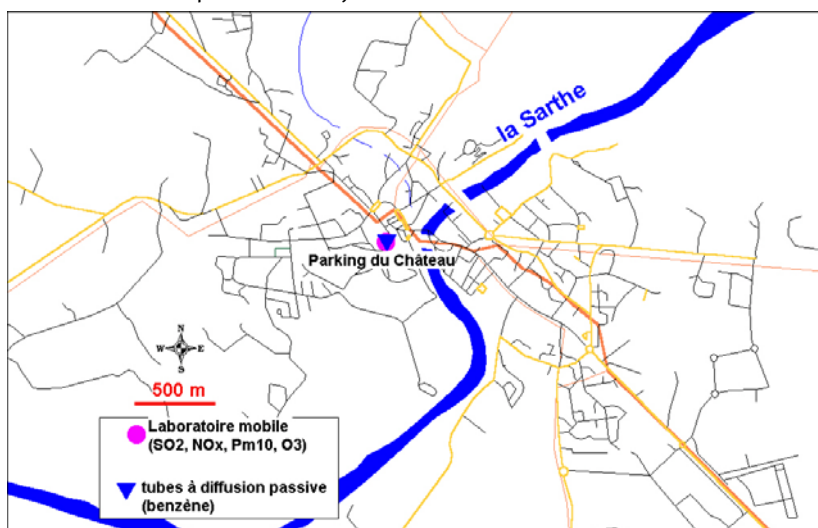 la Sarthe
Parking du Château
N
W E
S
500 m
Laboratoire mobile
(SO2, NOx, Pm10, O3)
tubes à diffusion passive
(benzène)